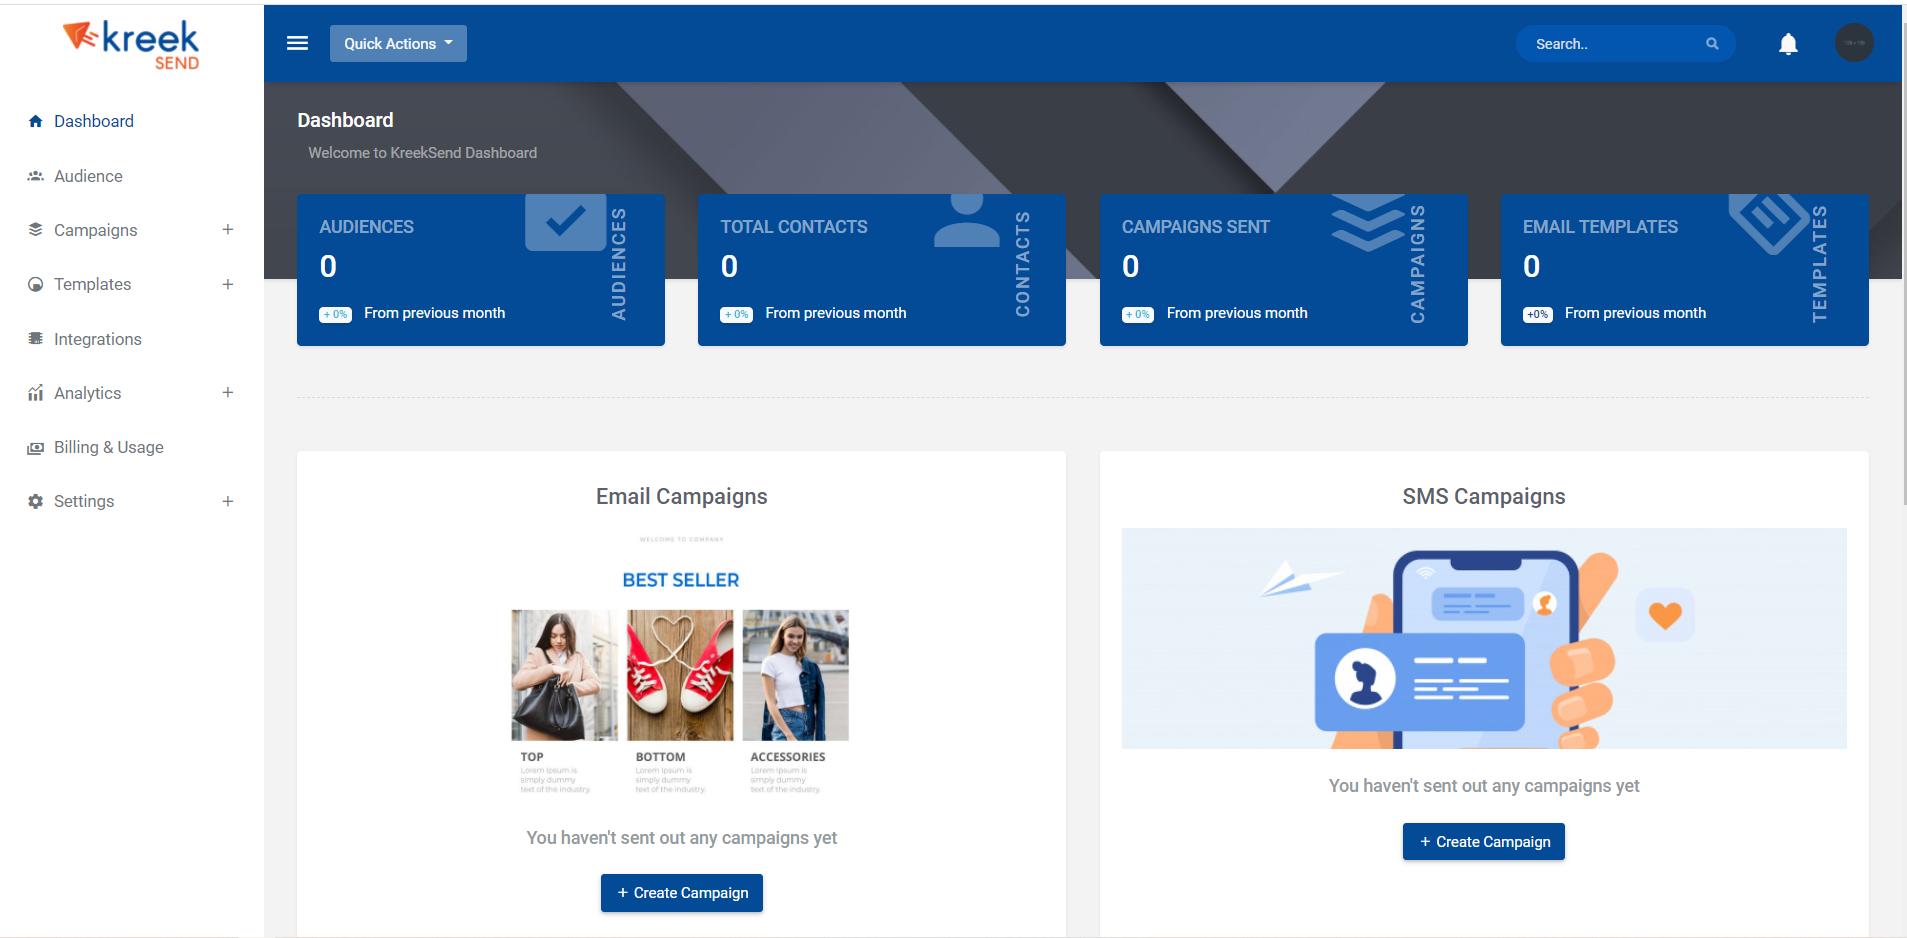 kreek
SEND
Quick Actions
Search..
Dashboard
Audience
Campaigns
Templates
Integrations
Analytics
Billing & Usage
Settings
Dashboard
Welcome to KreekSend Dashboard
AUDIENCES
0
+ 0% From previous month
AUDIENCES
TOTAL CONTACTS
0
+ 0% From previous month
CONTACTS
CAMPAIGNS SENT
0
+ 0% From previous month
CAMPAIGNS
EMAIL TEMPLATES
0
+0% From previous month
TEMPLATES
Email Campaigns
WELCOME TO COMPANY
BEST SELLER
TOP
Lorem Ipsum is
simply dummy
text of the industry.
BOTTOM
Lorem Ipsum is
simply dummy
text of the industry.
ACCESSORIES
Lorem Ipsum is
simply dummy
text of the industry.
You haven't sent out any campaigns yet
+ Create Campaign
SMS Campaigns
You haven't sent out any campaigns yet
+ Create Campaign